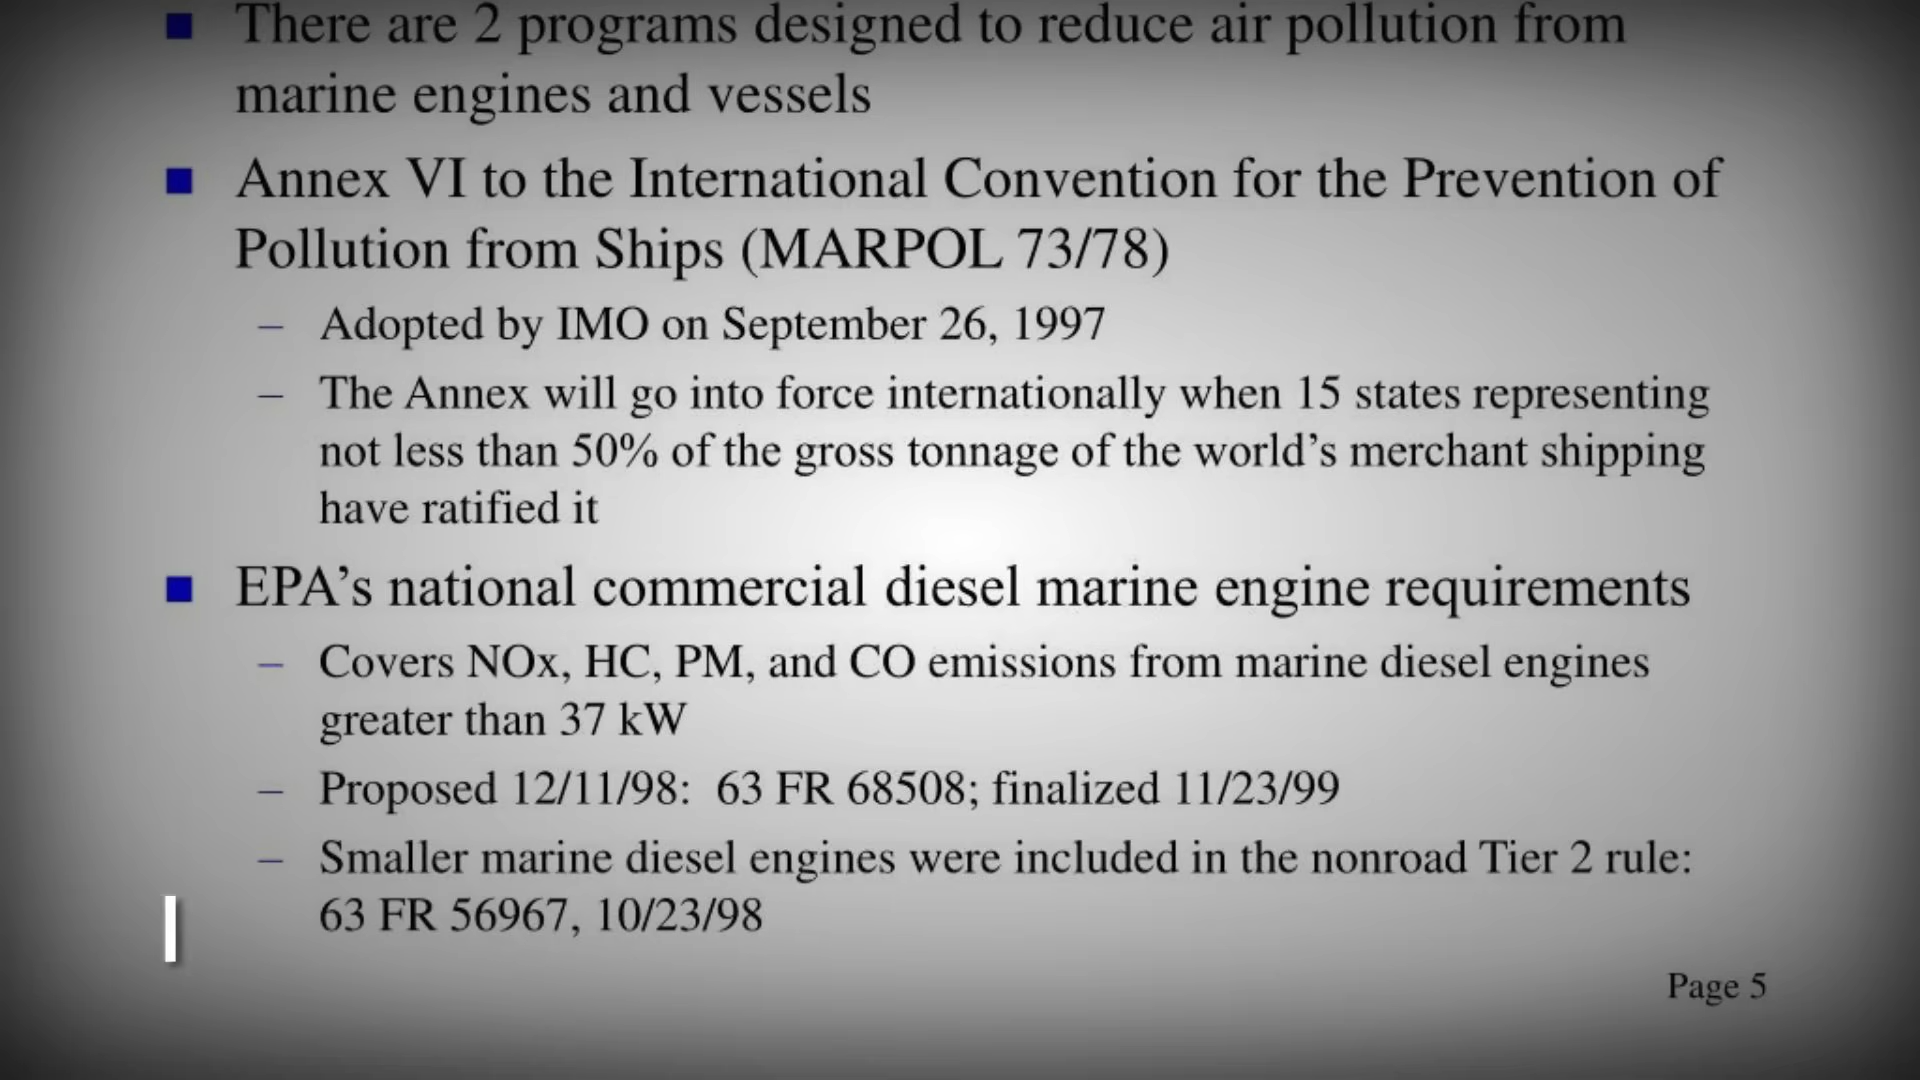 There are 2 programs designed to reduce air pollution from
marine engines and vessels
Annex VI to the International Convention for the Prevention of
Pollution from Ships (MARPOL 73/78)
– Adopted by IMO on September 26, 1997
– The Annex will go into force internationally when 15 states representing
not less than 50% of the gross tonnage of the world’s merchant shipping
have ratified it
EPA’s national commercial diesel marine engine requirements
– Covers NOx, HC, PM, and CO emissions from marine diesel engines
greater than 37 kW
– Proposed 12/11/98:  63 FR 68508; finalized 11/23/99
– Smaller marine diesel engines were included in the nonroad Tier 2 rule:
63 FR 56967, 10/23/98
Page 5